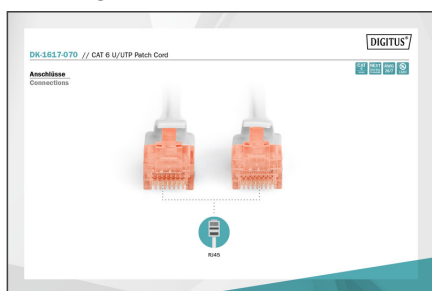 DIGITUS®
DK-1617-070 // CAT 6 U/UTP Patch Cord
Anschlüsse
Connections
RJ45